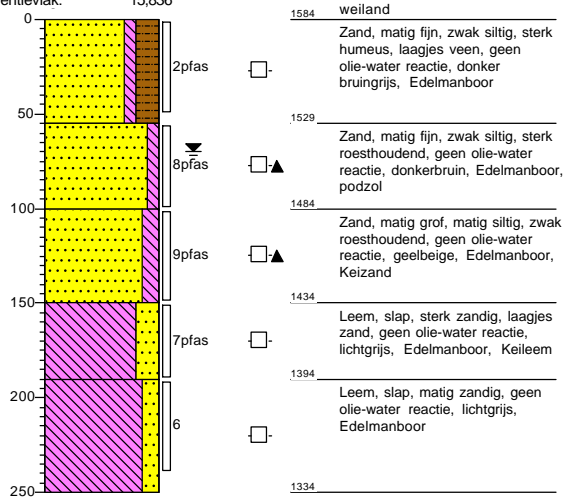 15,836
0
50
100
150
200
250
2pfas
8pfas
9pfas
7pfas
6
1584
weiland
Zand, matig fijn, zwak siltig, sterk
humeus, laagjes veen, geen
olie-water reactie, donker
bruingrijs, Edelmanboor
1529
Zand, matig fijn, zwak siltig, sterk
roesthoudend, geen olie-water
reactie, donkerbruin, Edelmanboor,
podzol
1484
Zand, matig grof, matig siltig, zwak
roesthoudend, geen olie-water
reactie, geelbeige, Edelmanboor,
Keizand
1434
Leem, slap, sterk zandig, laagjes
zand, geen olie-water reactie,
lichtgrijs, Edelmanboor, Keileem
1394
Leem, slap, matig zandig, geen
olie-water reactie, lichtgrijs,
Edelmanboor
1334